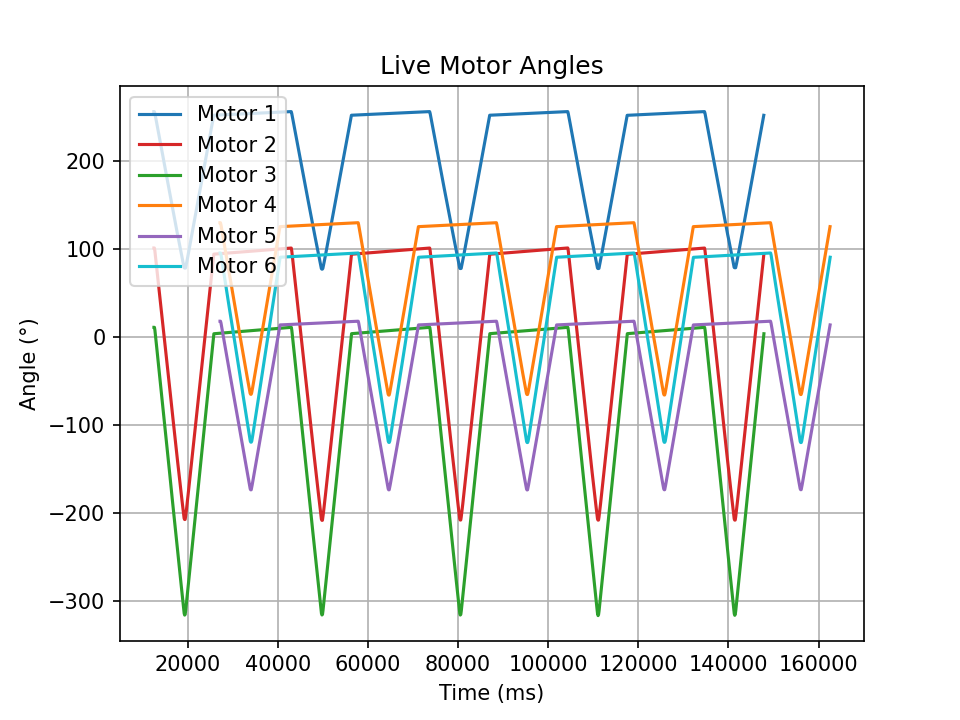 Live Motor Angles
Motor 1
Motor 2
Motor 3
Motor 4
Motor 5
Motor 6
200
100
0
−100
−200
−300
Angle (°)
20000 40000 60000 80000 100000 120000 140000 160000
Time (ms)